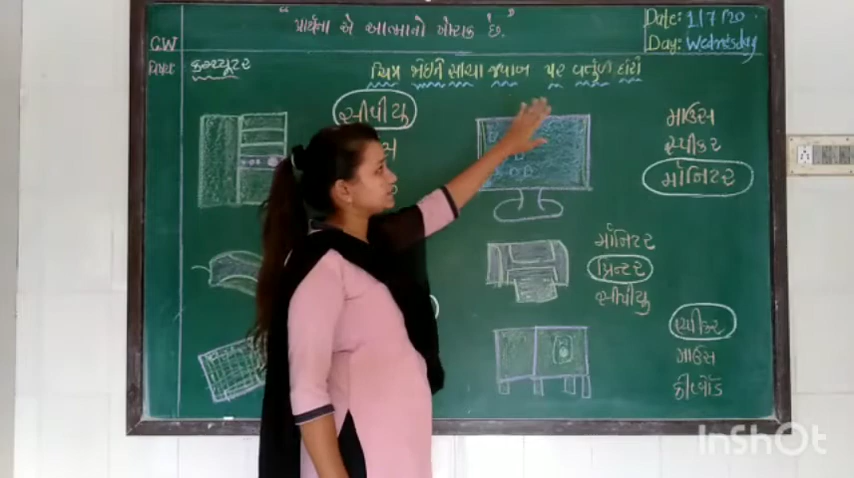 “પ્રાર્થના એ આત્માનો ખોરાક છે.”
Date: 1/7/20
Day: Wednesday
C.W
વિષય કમ્પ્યૂટર
ચિત્ર જોઈને સાચા જવાબ પર વર્તુળ દોરો
સીપીયુ
સ
માઉસ
સ્પીકર
મોનિટર
મોનિટર
પ્રિન્ટર
સીપીયુ
સ્પીકર
માઉસ
કીબોર્ડ
InShOt